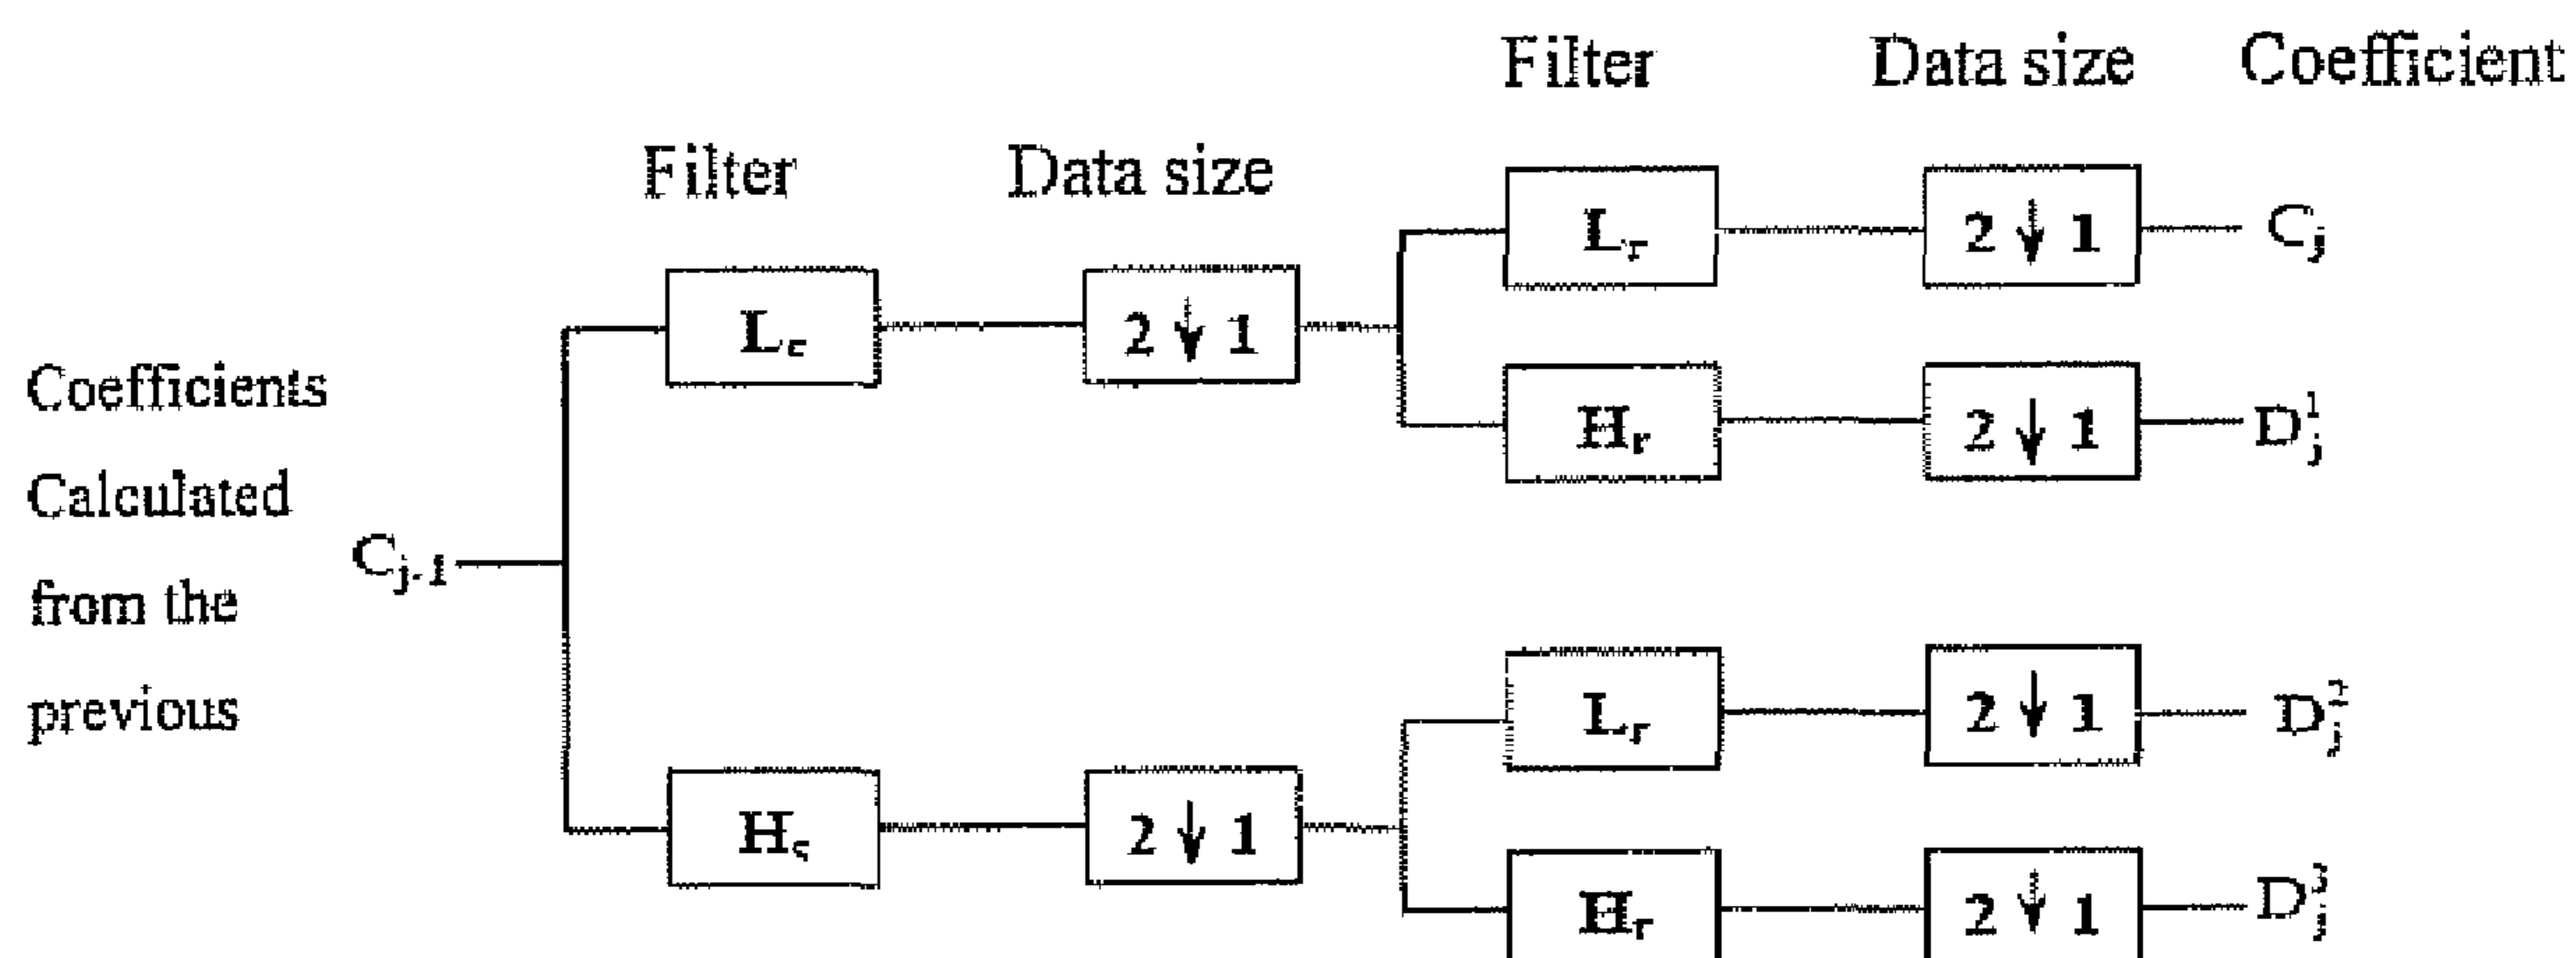 Filter Data size Coefficient
Filter Data size
L_r 2 ↓ 1 C_j
L_c 2 ↓ 1
H_r 2 ↓ 1 D_j^1
Coefficients
Calculated
from the
previous
C_{j-1}
L_r 2 ↓ 1 D_j^2
H_c 2 ↓ 1
H_r 2 ↓ 1 D_j^3